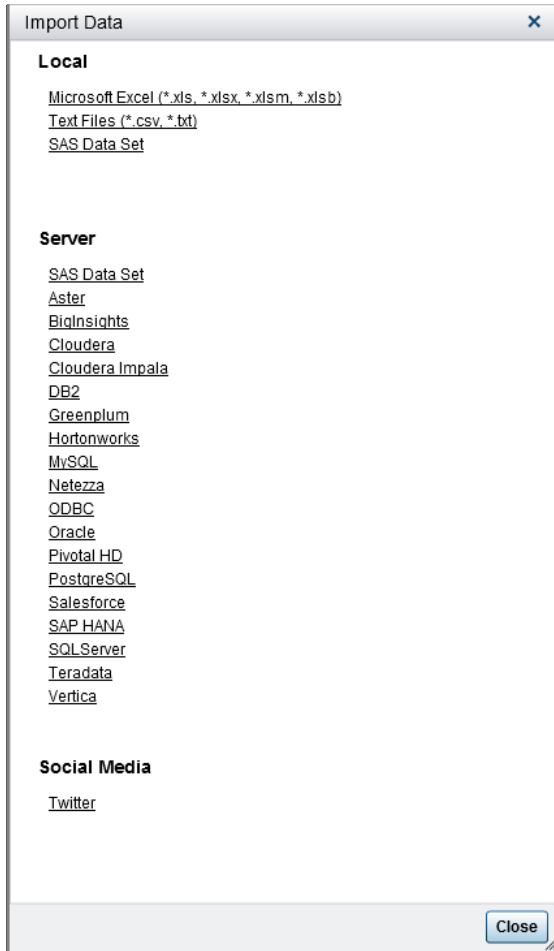 Import Data
Local
Microsoft Excel (*.xls, *.xlsx, *.xlsm, *.xlsb)
Text Files (*.csv, *.txt)
SAS Data Set
Server
SAS Data Set
Aster
BigInsights
Cloudera
Cloudera Impala
DB2
Greenplum
Hortonworks
MySQL
Netezza
ODBC
Oracle
Pivotal HD
PostgreSQL
Salesforce
SAP HANA
SQLServer
Teradata
Vertica
Social Media
Twitter
Close